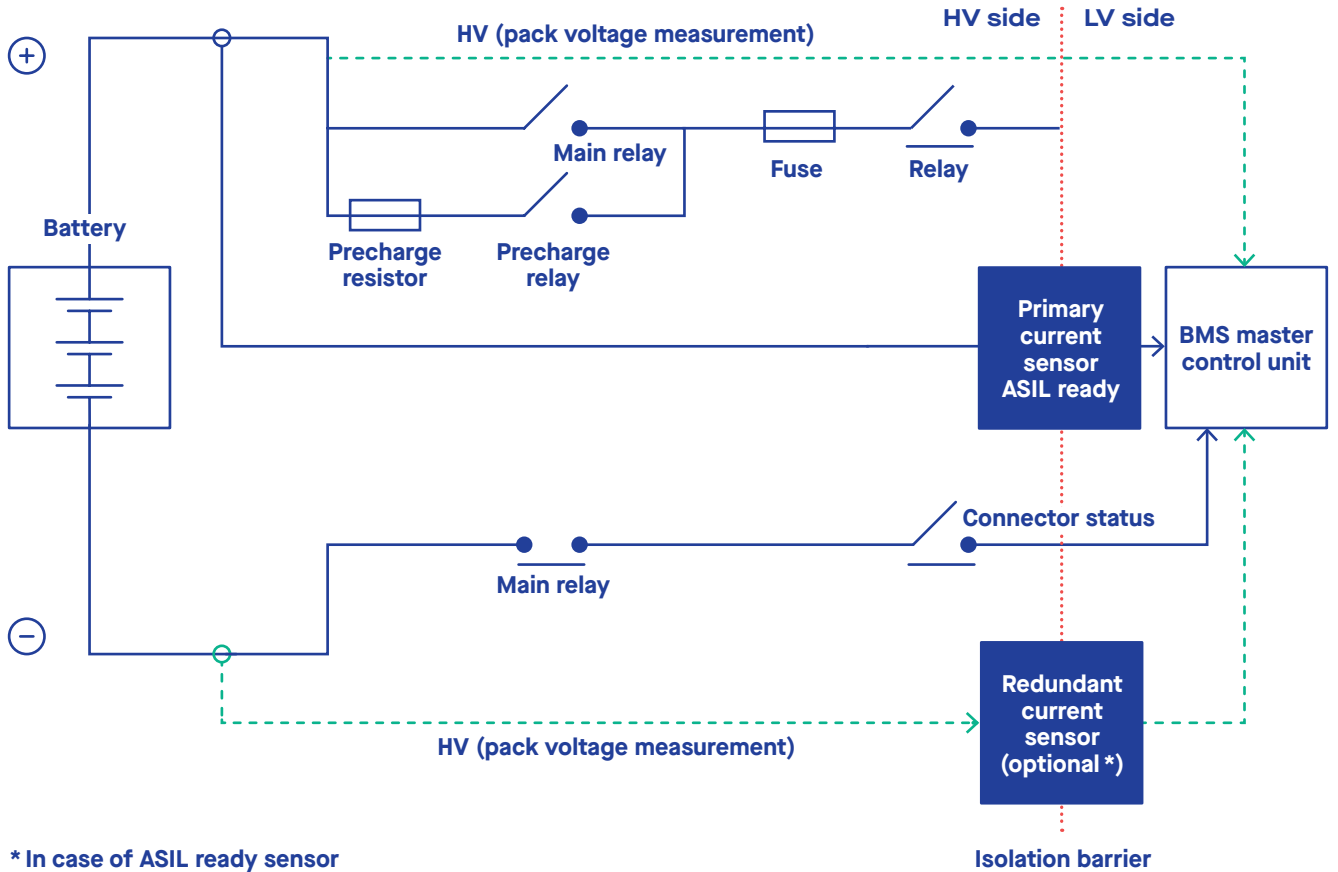 HV side
LV side
HV (pack voltage measurement)
+
Main relay
Fuse
Relay
Battery
Precharge
resistor
Precharge
relay
Primary
current
sensor
ASIL ready
BMS master
control unit
Connector status
Main relay
−
Redundant
current
sensor
(optional *)
HV (pack voltage measurement)
* In case of ASIL ready sensor
Isolation barrier